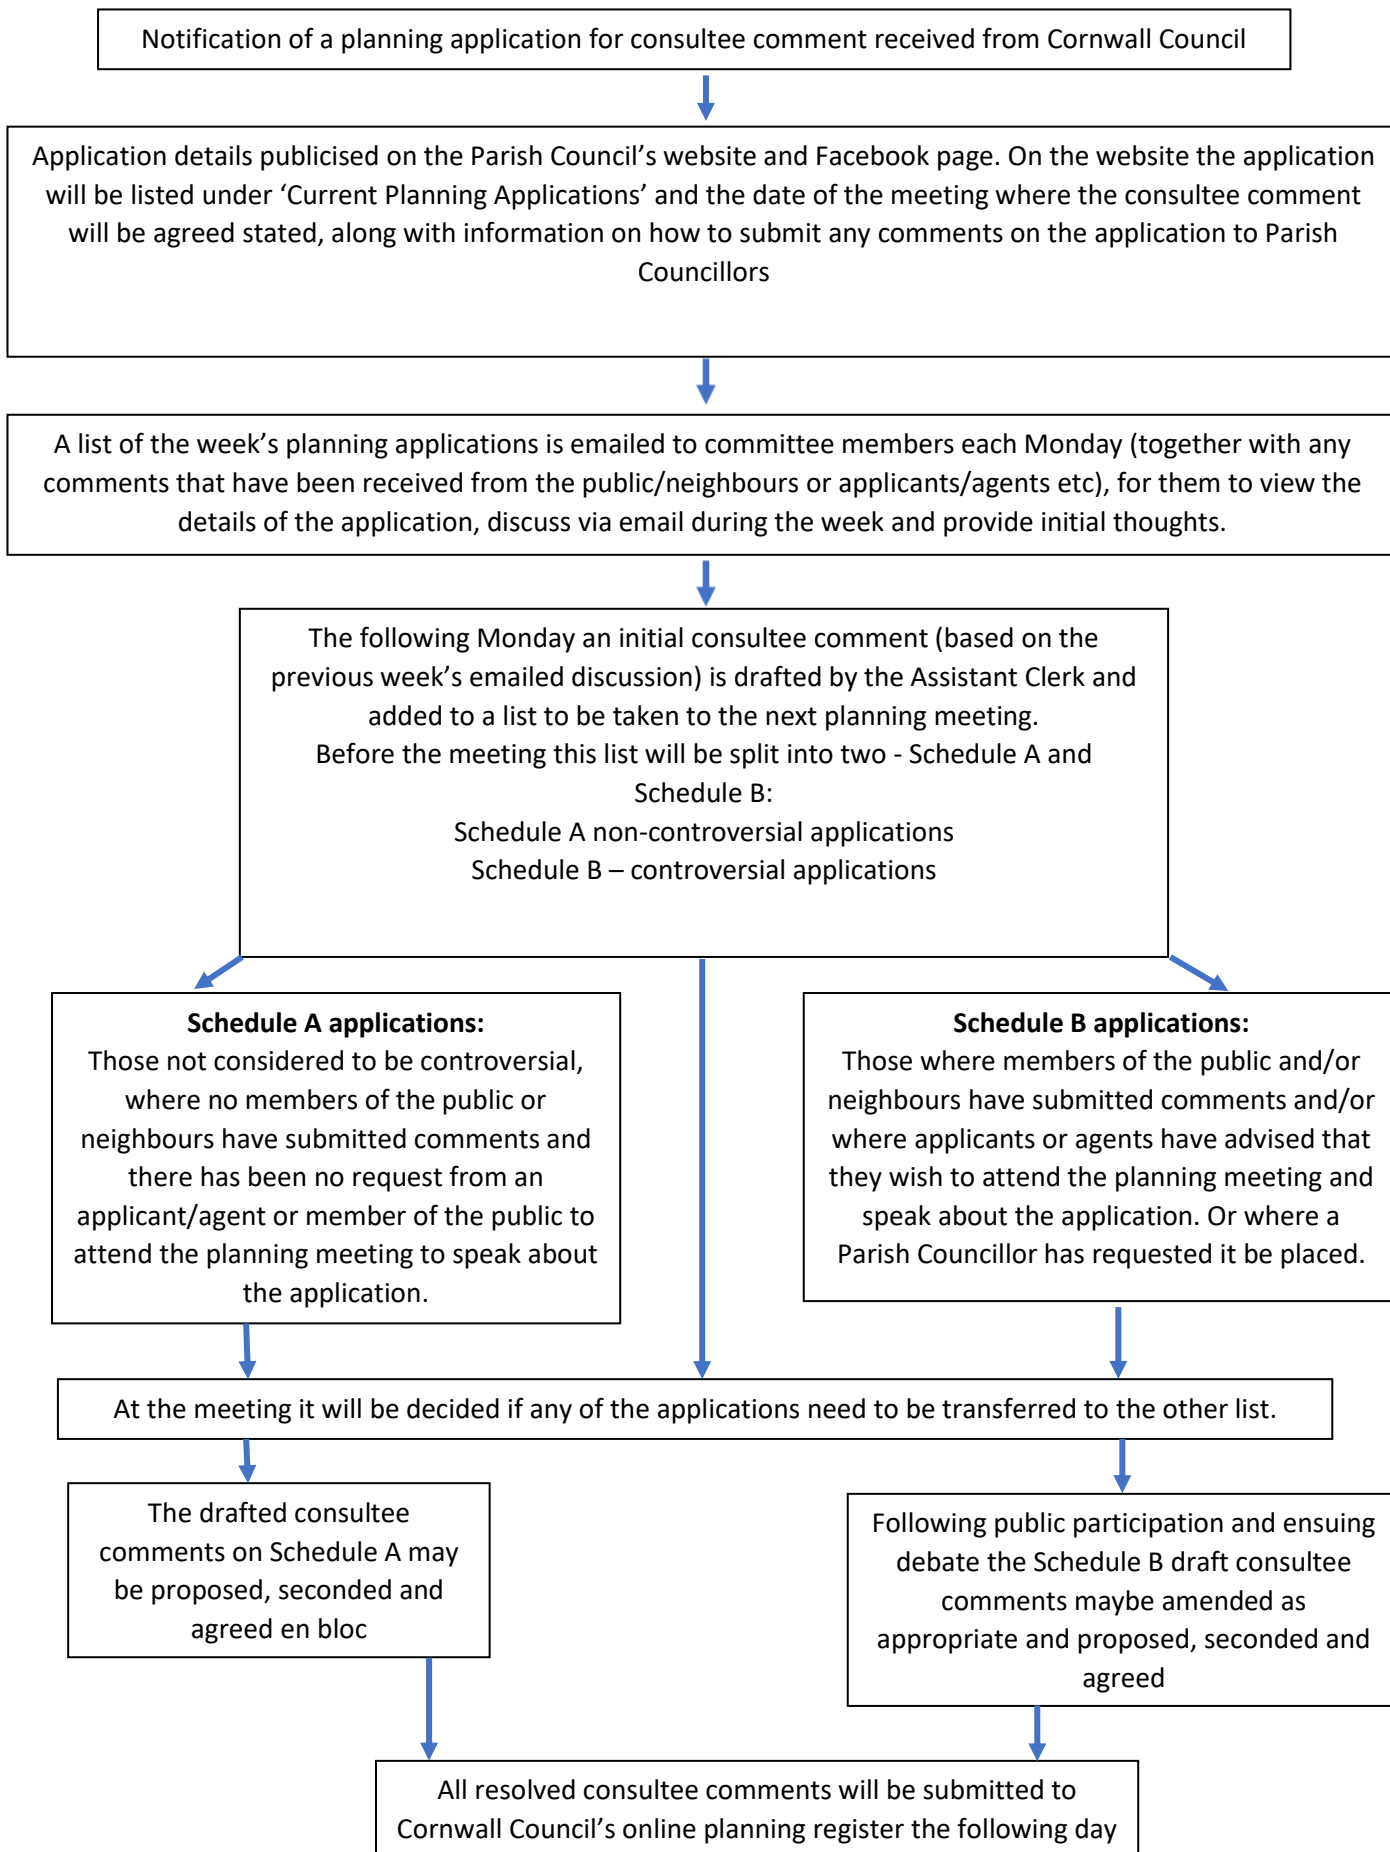 Notification of a planning application for consultee comment received from Cornwall Council
Application details publicised on the Parish Council’s website and Facebook page. On the website the application
will be listed under ‘Current Planning Applications’ and the date of the meeting where the consultee comment
will be agreed stated, along with information on how to submit any comments on the application to Parish
Councillors
A list of the week’s planning applications is emailed to committee members each Monday (together with any
comments that have been received from the public/neighbours or applicants/agents etc), for them to view the
details of the application, discuss via email during the week and provide initial thoughts.
The following Monday an initial consultee comment (based on the
previous week’s emailed discussion) is drafted by the Assistant Clerk and
added to a list to be taken to the next planning meeting.
Before the meeting this list will be split into two - Schedule A and
Schedule B:
Schedule A non-controversial applications
Schedule B – controversial applications
Schedule A applications:
Those not considered to be controversial,
where no members of the public or
neighbours have submitted comments and
there has been no request from an
applicant/agent or member of the public to
attend the planning meeting to speak about
the application.
Schedule B applications:
Those where members of the public and/or
neighbours have submitted comments and/or
where applicants or agents have advised that
they wish to attend the planning meeting and
speak about the application. Or where a
Parish Councillor has requested it be placed.
At the meeting it will be decided if any of the applications need to be transferred to the other list.
The drafted consultee
comments on Schedule A may
be proposed, seconded and
agreed en bloc
Following public participation and ensuing
debate the Schedule B draft consultee
comments maybe amended as
appropriate and proposed, seconded and
agreed
All resolved consultee comments will be submitted to
Cornwall Council’s online planning register the following day